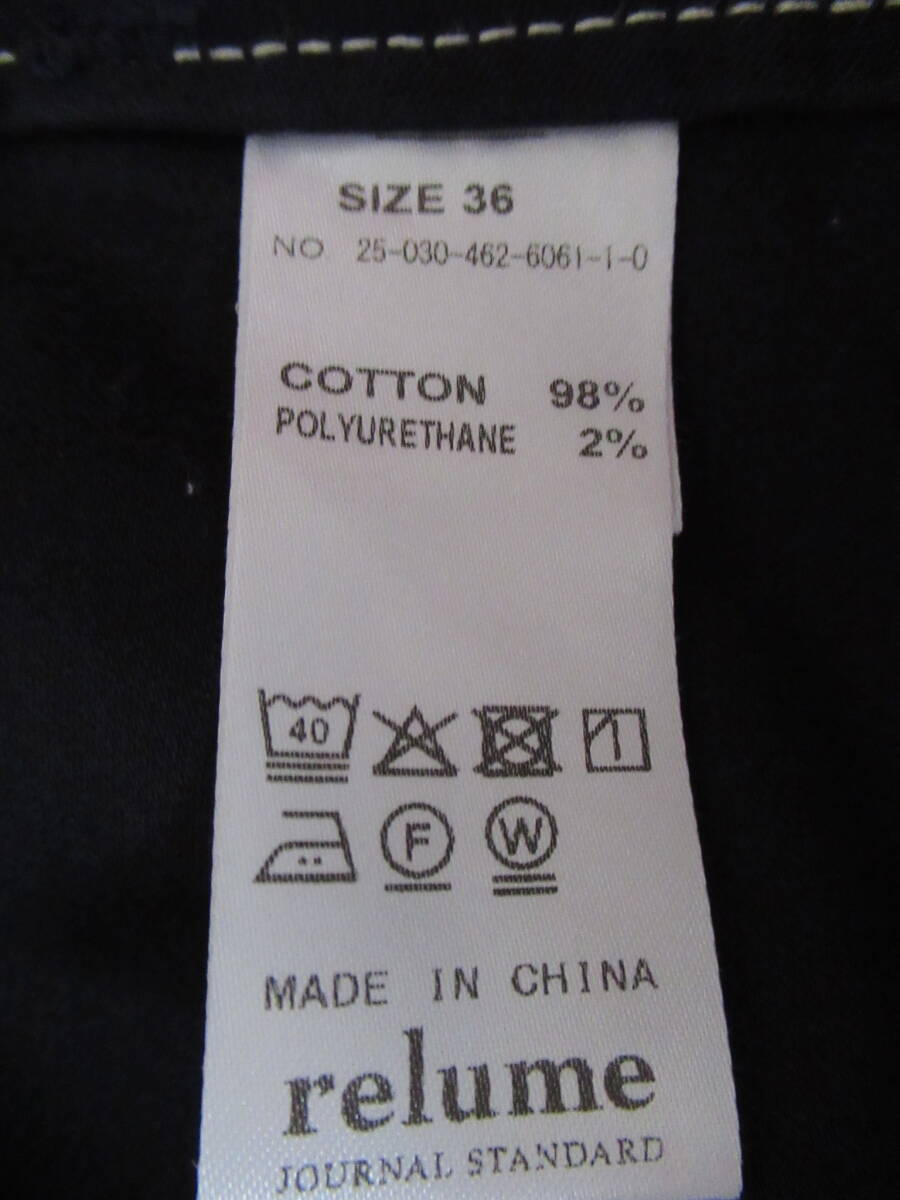 SIZE 36
NO 25-030-462-6061-1-0
COTTON 98%
POLYURETHANE 2%
40
F W
MADE IN CHINA
relume
JOURNAL STANDARD